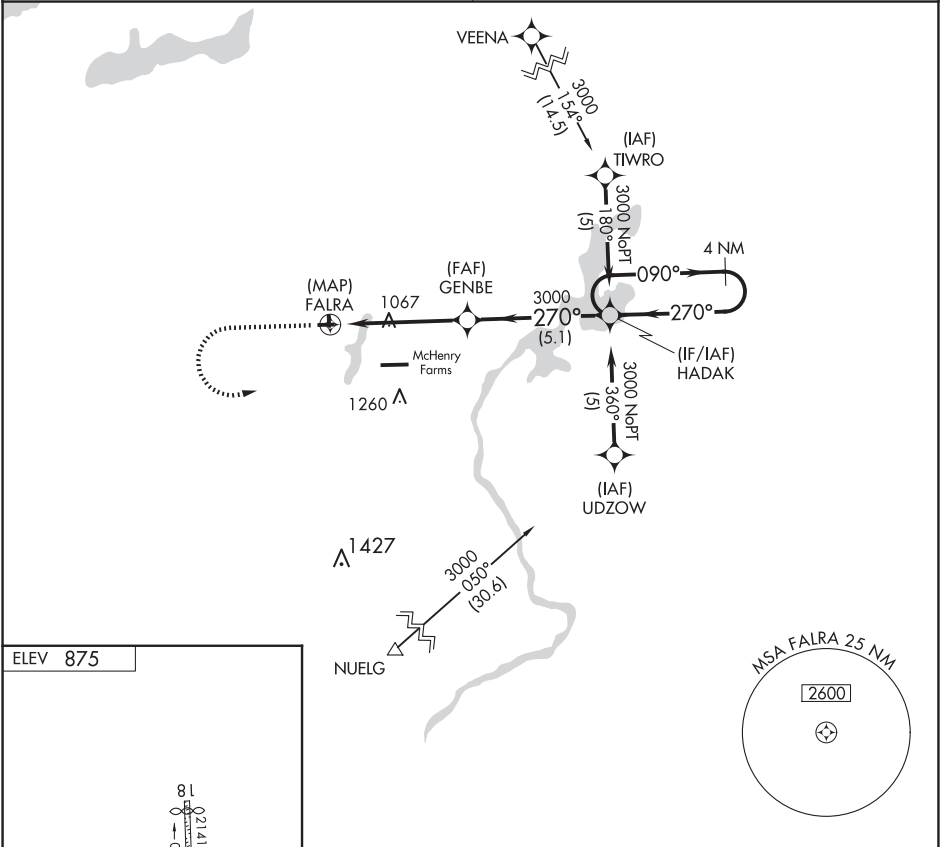 VEENA
3000
154°
(14.5)
(IAF)
TIWRO
3000 NoPT
180°
(5)
4 NM
090°
270°
(FAF)
GENBE
(MAP)
FALRA
1067
3000
270°
(5.1)
(IF/IAF)
HADAK
McHenry
Farms
1260
3000 NoPT
360°
(5)
(IAF)
UDZOW
1427
3000
050°
(30.6)
NUELG
MSA FALRA 25 NM
2600
ELEV 875
18
2141